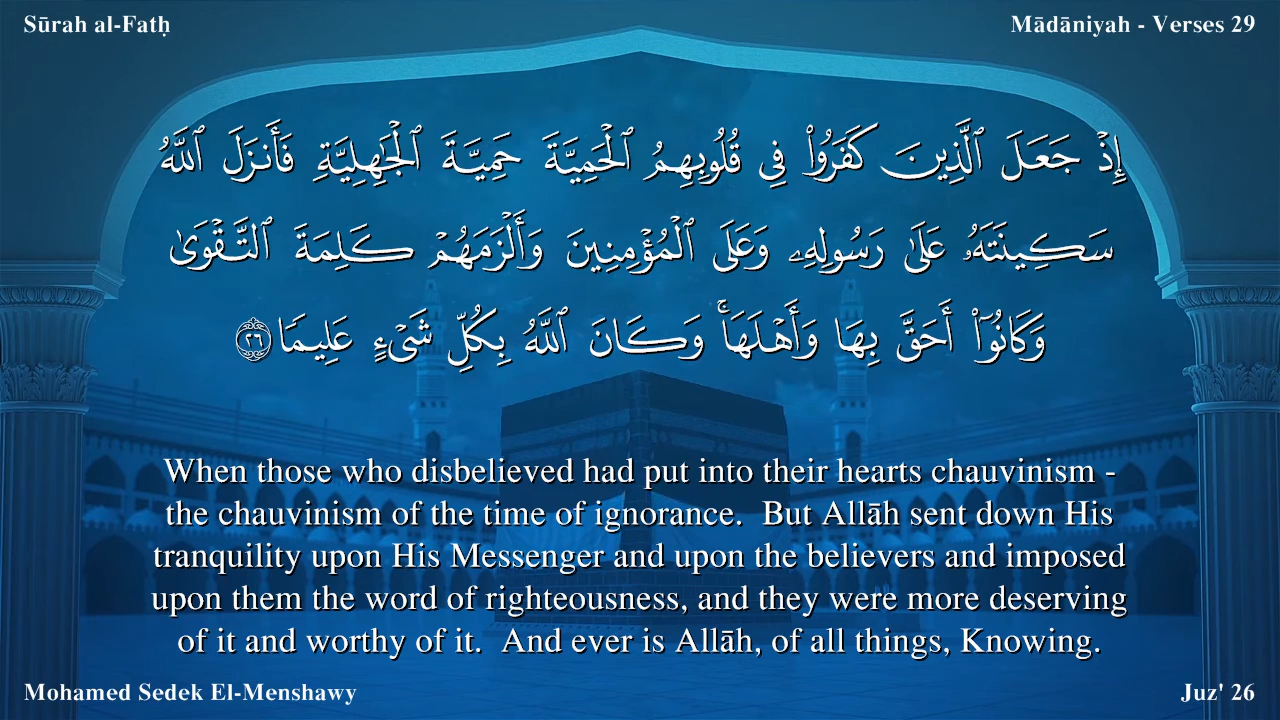 Sūrah al-Fatḥ
Mādāniyah - Verses 29
إِذْ جَعَلَ ٱلَّذِينَ كَفَرُوا۟ فِى قُلُوبِهِمُ ٱلْحَمِيَّةَ حَمِيَّةَ ٱلْجَٰهِلِيَّةِ فَأَنزَلَ ٱللَّهُ
سَكِينَتَهُۥ عَلَىٰ رَسُولِهِۦ وَعَلَى ٱلْمُؤْمِنِينَ وَأَلْزَمَهُمْ كَلِمَةَ ٱلتَّقْوَىٰ
وَكَانُوٓا۟ أَحَقَّ بِهَا وَأَهْلَهَا ۚ وَكَانَ ٱللَّهُ بِكُلِّ شَىْءٍ عَلِيمًا ٢٦
When those who disbelieved had put into their hearts chauvinism -
the chauvinism of the time of ignorance.  But Allāh sent down His
tranquility upon His Messenger and upon the believers and imposed
upon them the word of righteousness, and they were more deserving
of it and worthy of it.  And ever is Allāh, of all things, Knowing.
Mohamed Sedek El-Menshawy
Juz' 26